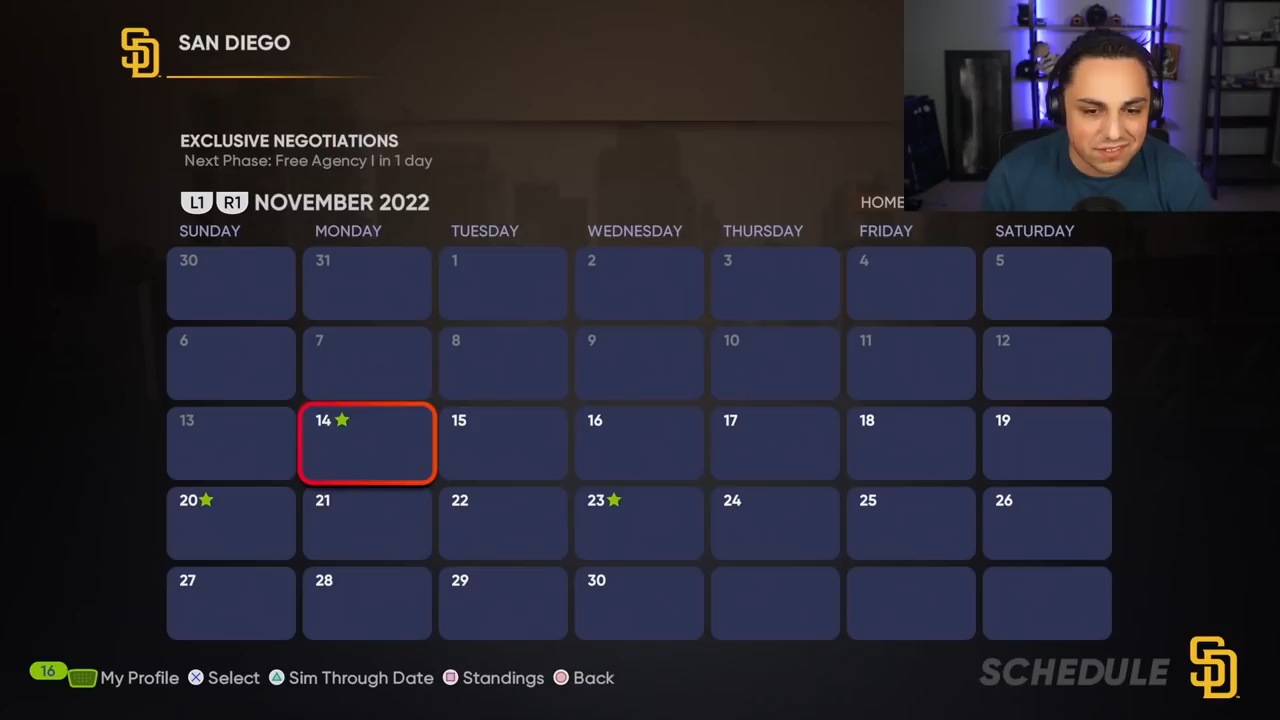 SD
SAN DIEGO
EXCLUSIVE NEGOTIATIONS
Next Phase: Free Agency I in 1 day
L1 R1 NOVEMBER 2022
HOME
SUNDAY MONDAY TUESDAY WEDNESDAY THURSDAY FRIDAY SATURDAY
30 31 1 2 3 4 5
6 7 8 9 10 11 12
13 14 15 16 17 18 19
20 21 22 23 24 25 26
27 28 29 30
16 My Profile Select Sim Through Date Standings Back
SCHEDULE SD